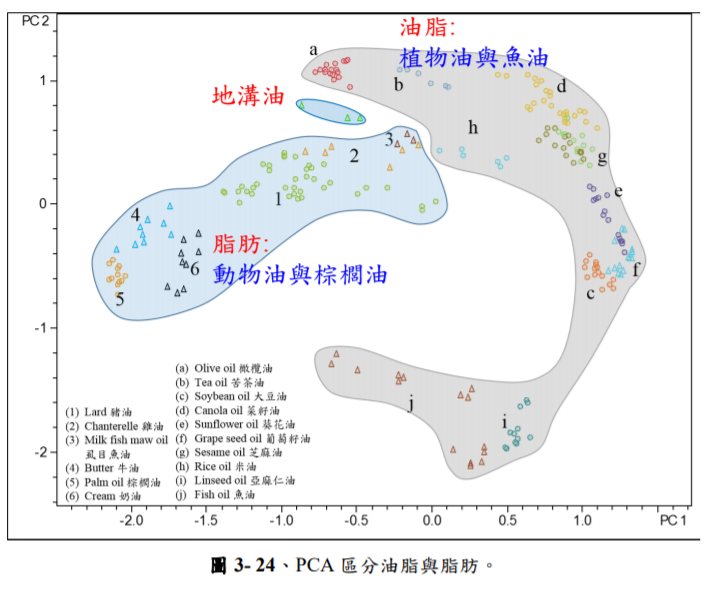 PC 2
油脂:
植物油與魚油
地溝油
脂肪:
動物油與棕櫚油
a
b
d
h
g
e
c
f
j
i
1
2
3
4
5
6
1
0
-1
-2
-2.0
-1.5
-1.0
-0.5
0.0
0.5
1.0
PC 1
(1) Lard 豬油
(2) Chanterelle 雞油
(3) Milk fish maw oil
虱目魚油
(4) Butter 牛油
(5) Palm oil 棕櫚油
(6) Cream 奶油
(a) Olive oil 橄欖油
(b) Tea oil 苦茶油
(c) Soybean oil 大豆油
(d) Canola oil 菜籽油
(e) Sunflower oil 葵花油
(f) Grape seed oil 葡萄籽油
(g) Sesame oil 芝麻油
(h) Rice oil 米油
(i) Linseed oil 亞麻仁油
(j) Fish oil 魚油
圖 3- 24、PCA 區分油脂與脂肪。